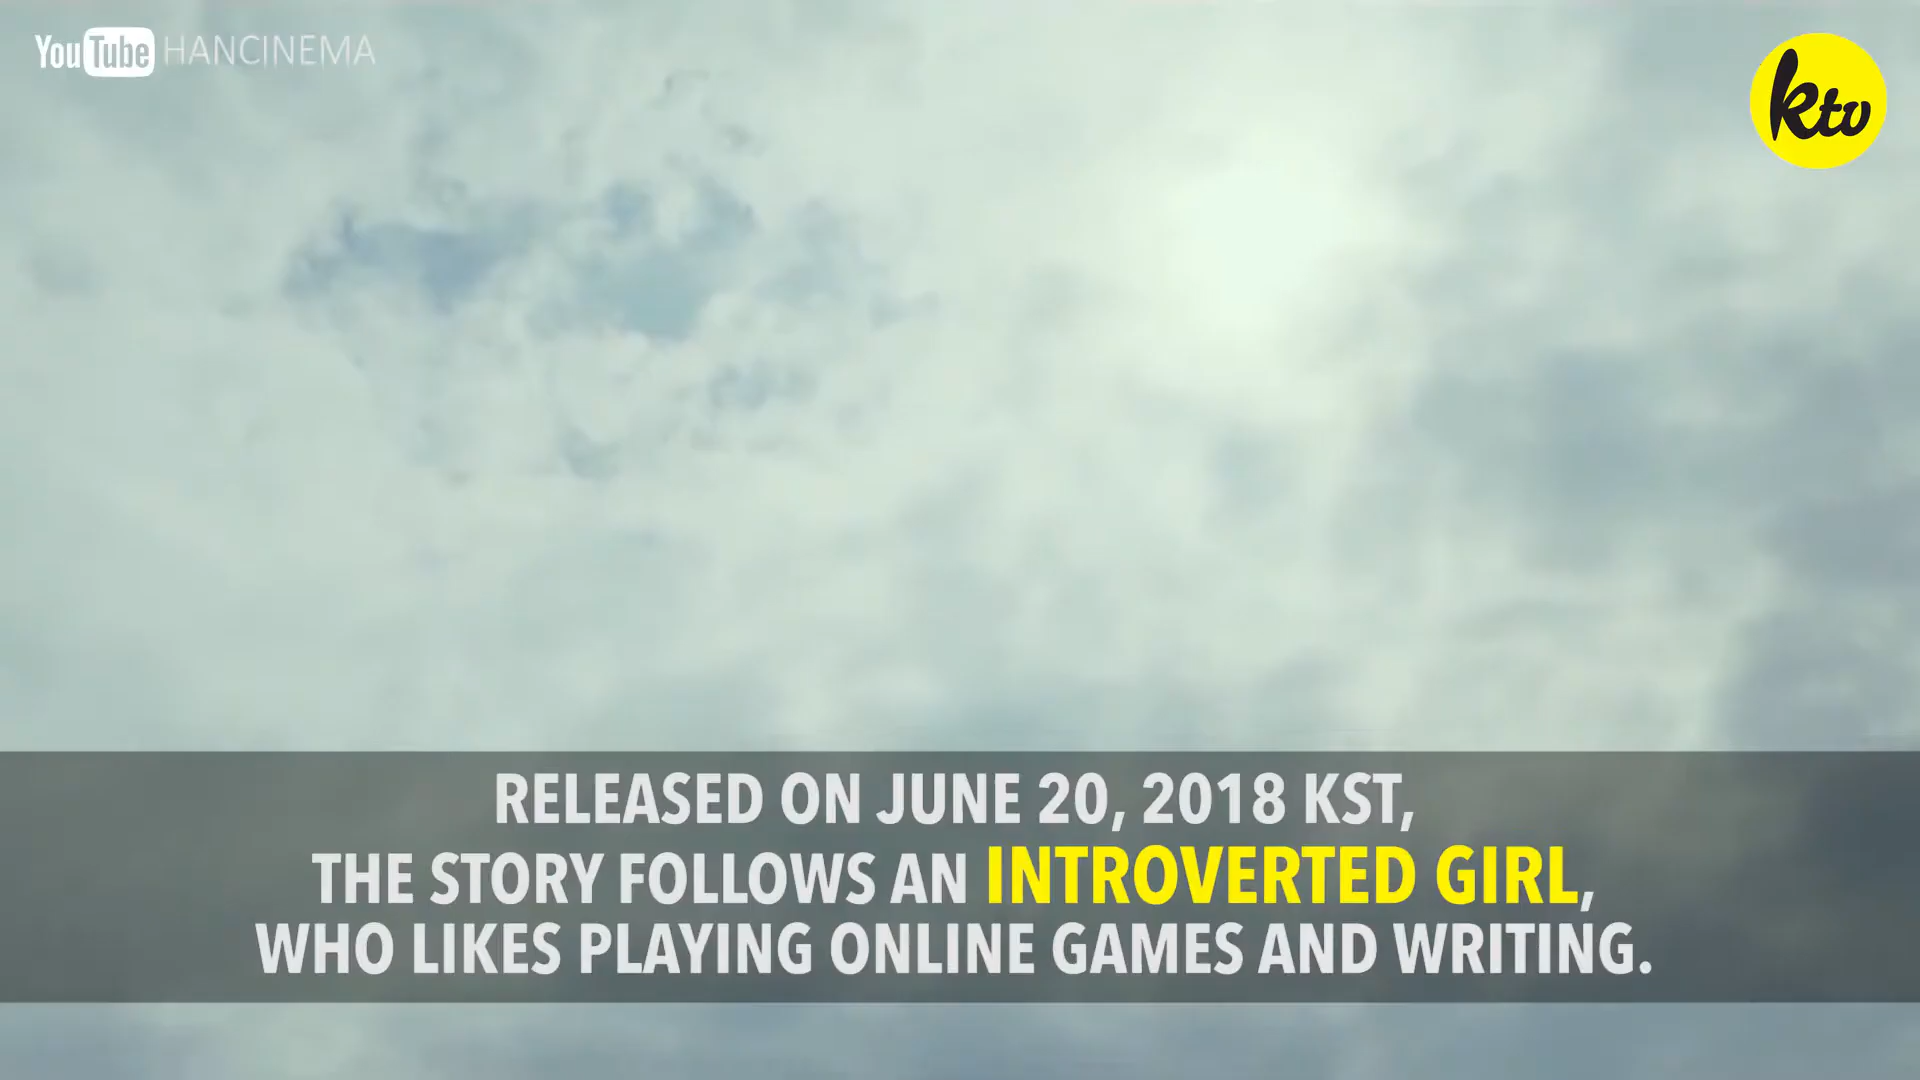 YouTube HANCINEMA
ktv
RELEASED ON JUNE 20, 2018 KST,
THE STORY FOLLOWS AN INTROVERTED GIRL,
WHO LIKES PLAYING ONLINE GAMES AND WRITING.